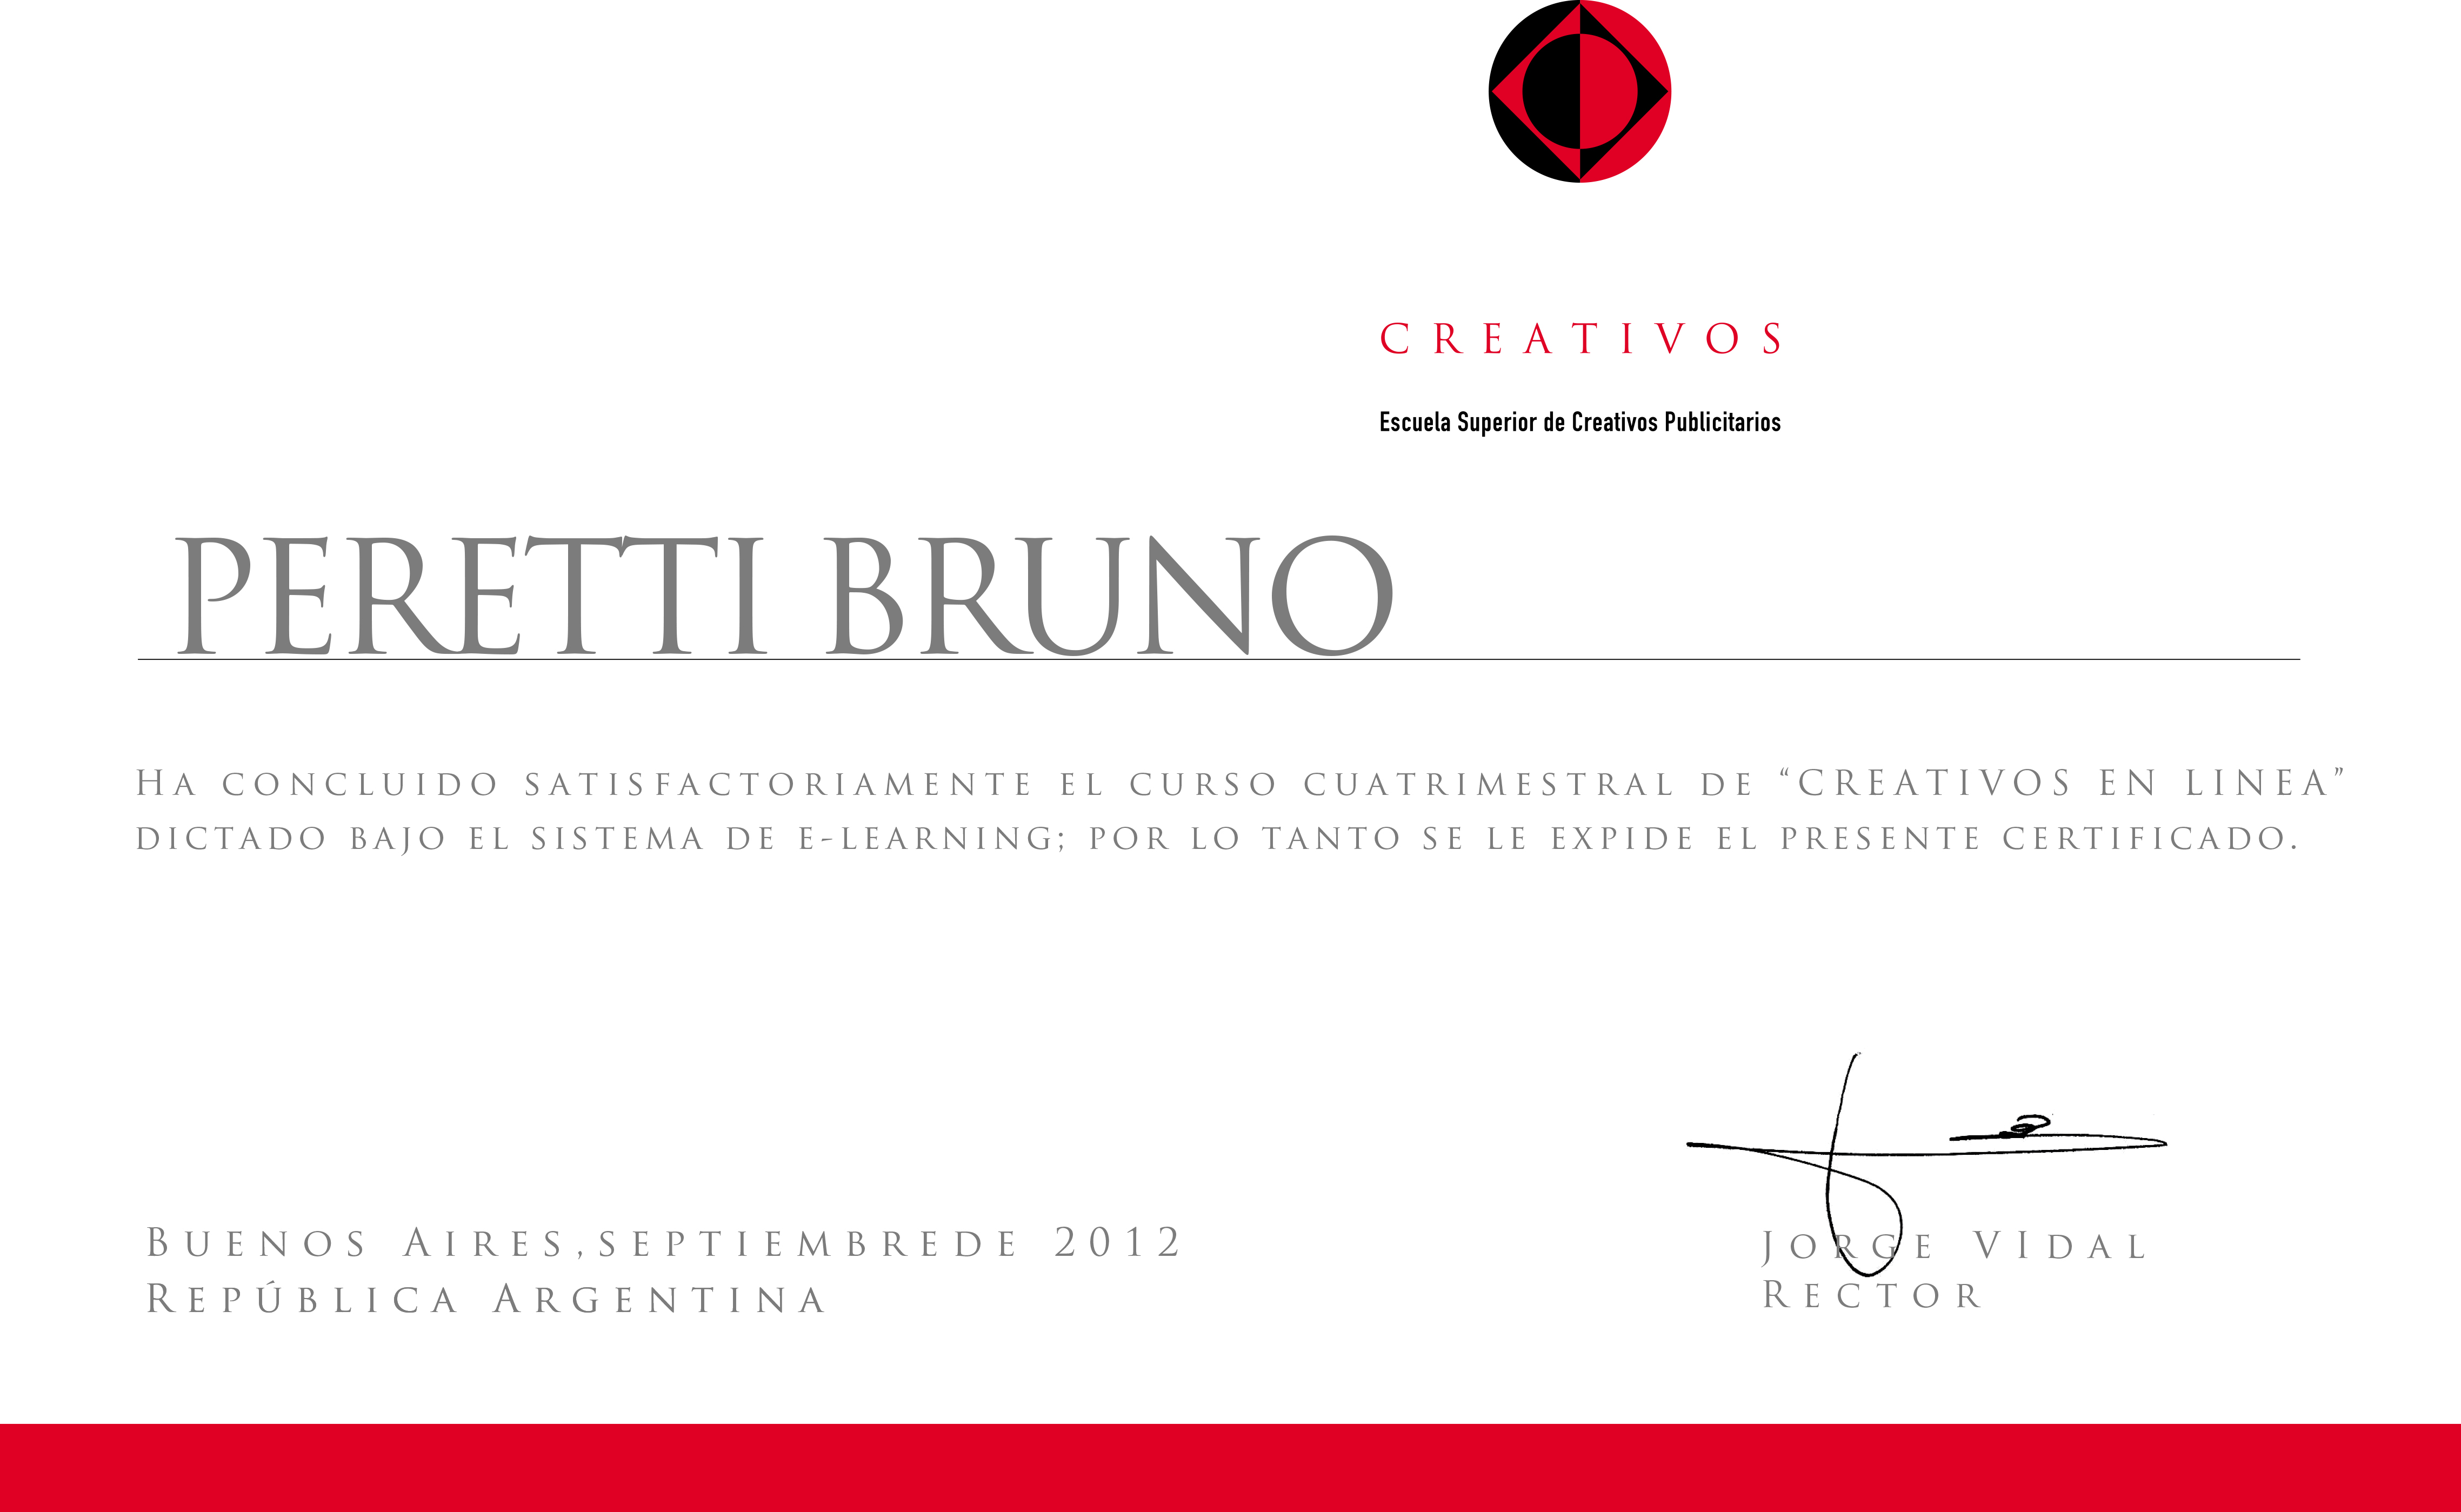 CREATIVOS
Escuela Superior de Creativos Publicitarios
PERETTI BRUNO
Ha concluido satisfactoriamente el curso cuatrimestral de “CREATIVOS EN LINEA”
dictado bajo el sistema de e-learning; por lo tanto se le expide el presente certificado.
Buenos Aires,septiembrede 2012
República Argentina
Jorge VIdal
Rector